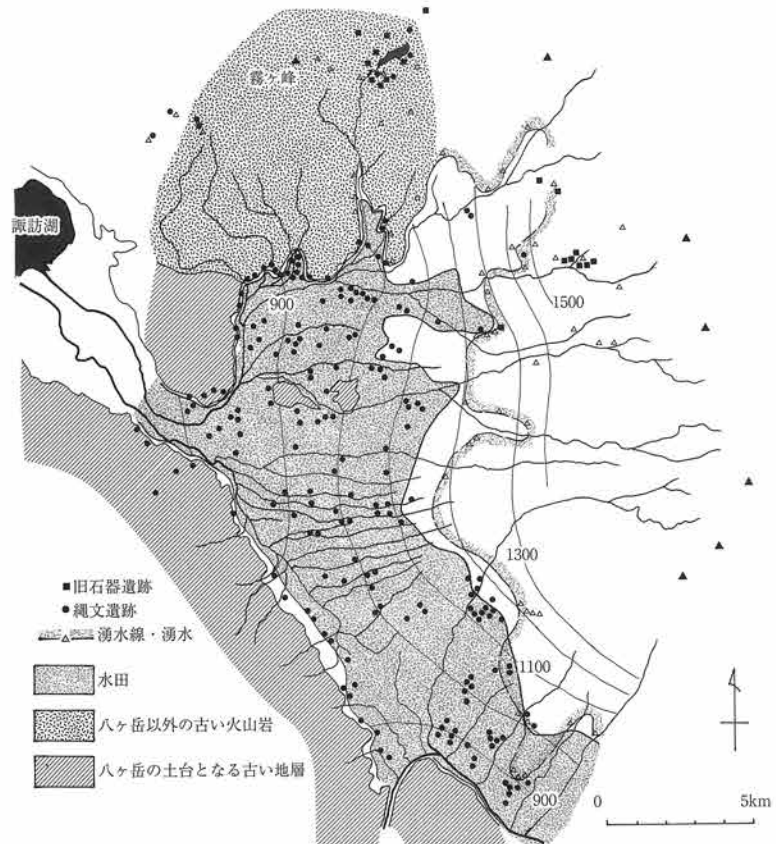 霧ヶ峰
諏訪湖
900
1500
1300
1100
900
■旧石器遺跡
●縄文遺跡
湧水線・湧水
水田
八ヶ岳以外の古い火山岩
八ヶ岳の土台となる古い地層
0 5km